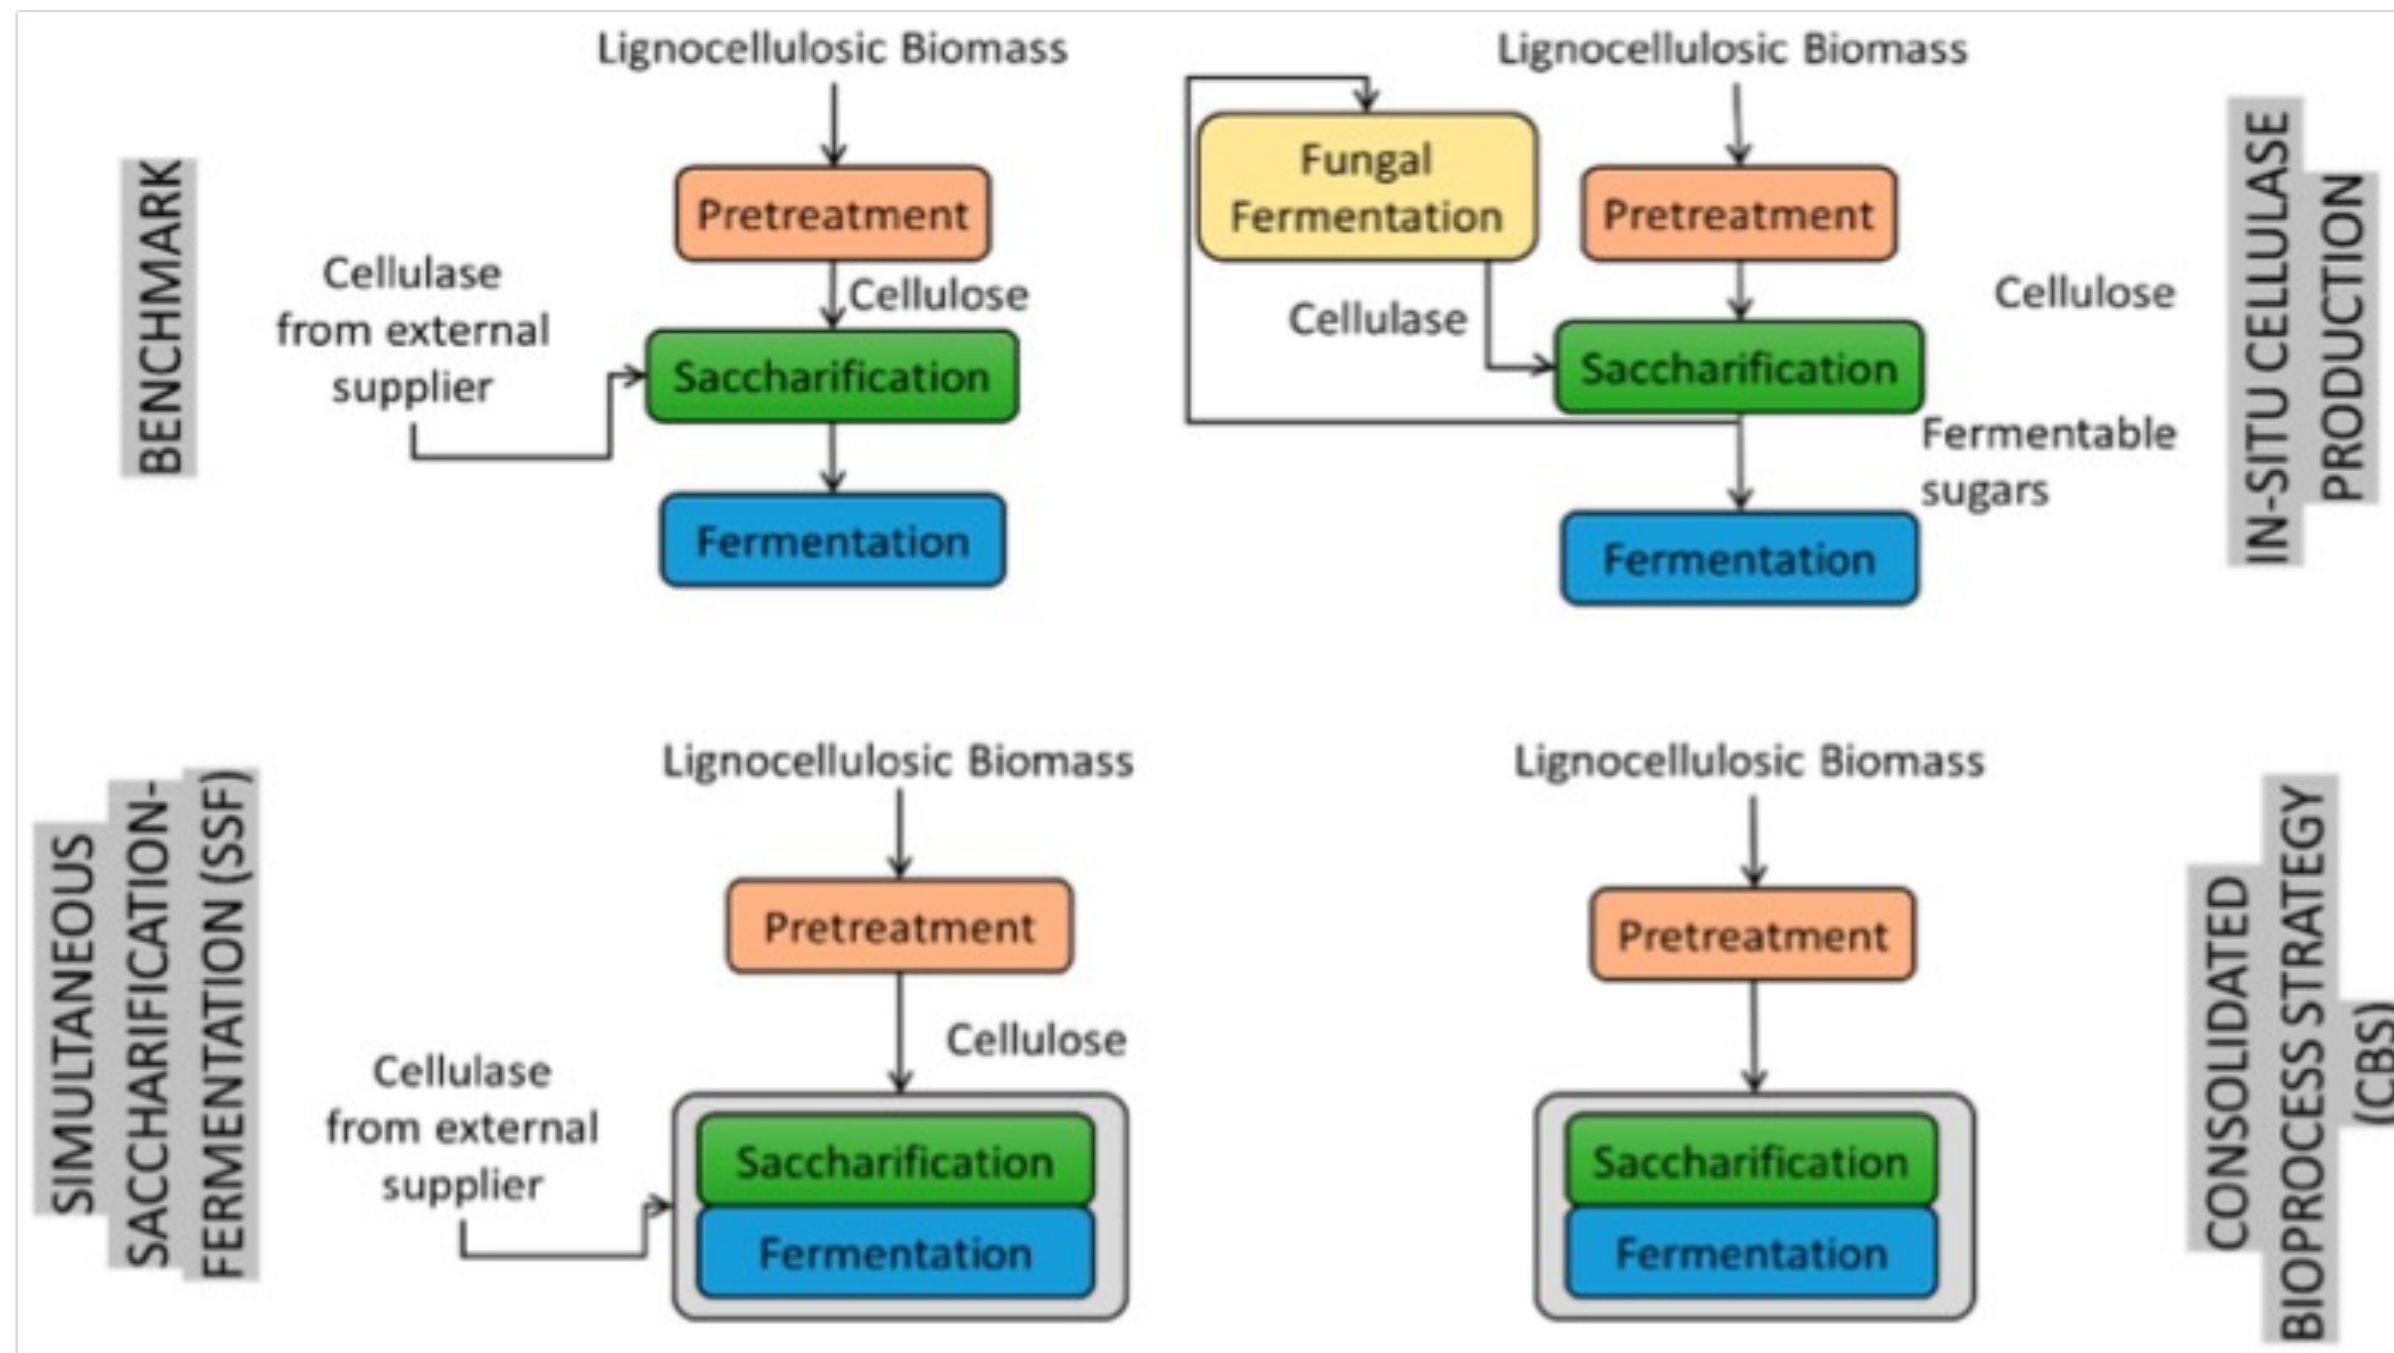 BENCHMARK
Lignocellulosic Biomass
Pretreatment
Cellulose
Cellulase
from external
supplier
Saccharification
Fermentation
Lignocellulosic Biomass
Fungal
Fermentation
Pretreatment
Cellulose
Cellulase
Saccharification
Fermentable
sugars
Fermentation
IN-SITU CELLULASE
PRODUCTION
SIMULTANEOUS
SACCHARIFICATION-
FERMENTATION (SSF)
Lignocellulosic Biomass
Pretreatment
Cellulose
Cellulase
from external
supplier
Saccharification
Fermentation
Lignocellulosic Biomass
Pretreatment
Saccharification
Fermentation
CONSOLIDATED
BIOPROCESS STRATEGY
(CBS)